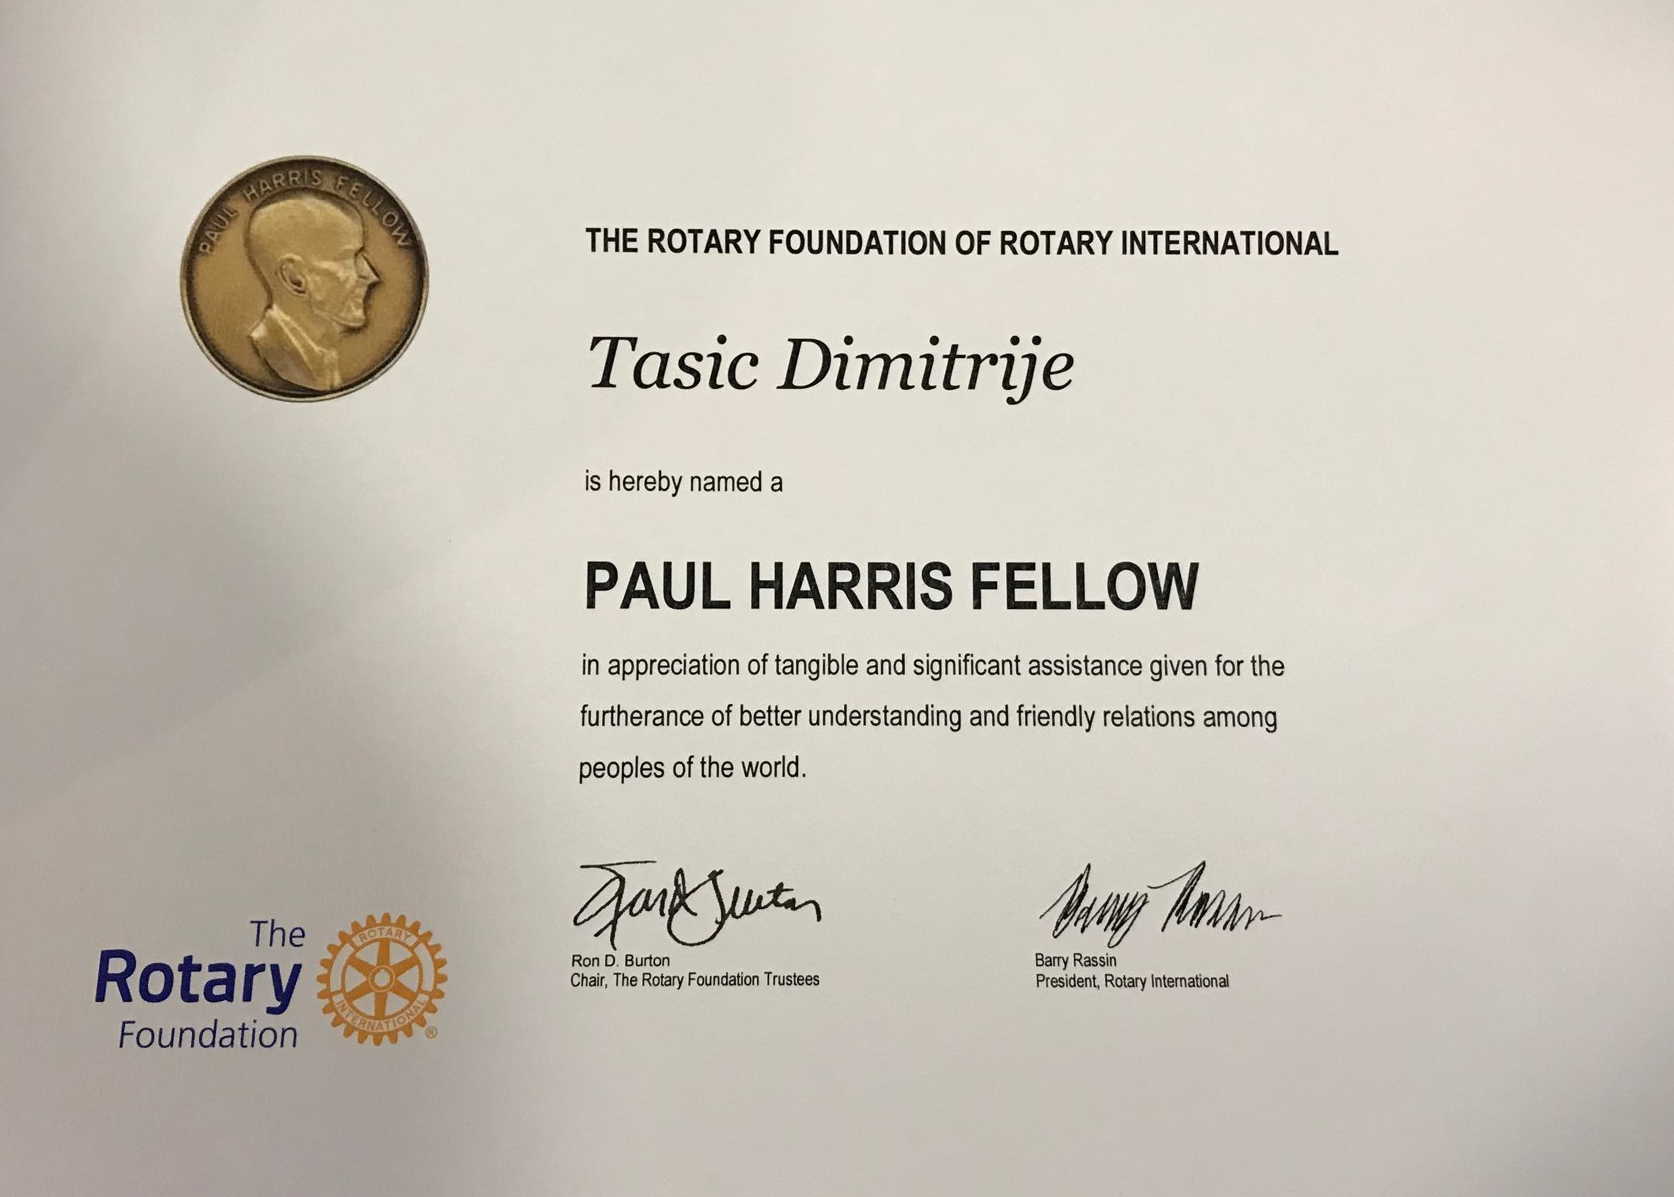 PAUL HARRIS FELLOW
THE ROTARY FOUNDATION OF ROTARY INTERNATIONAL
Tasic Dimitrije
is hereby named a
PAUL HARRIS FELLOW
in appreciation of tangible and significant assistance given for the
furtherance of better understanding and friendly relations among
peoples of the world.
Ron D. Burton
Chair, The Rotary Foundation Trustees
Barry Rassin
Barry Rassin
President, Rotary International
The
Rotary
Foundation
ROTARY
INTERNATIONAL
®